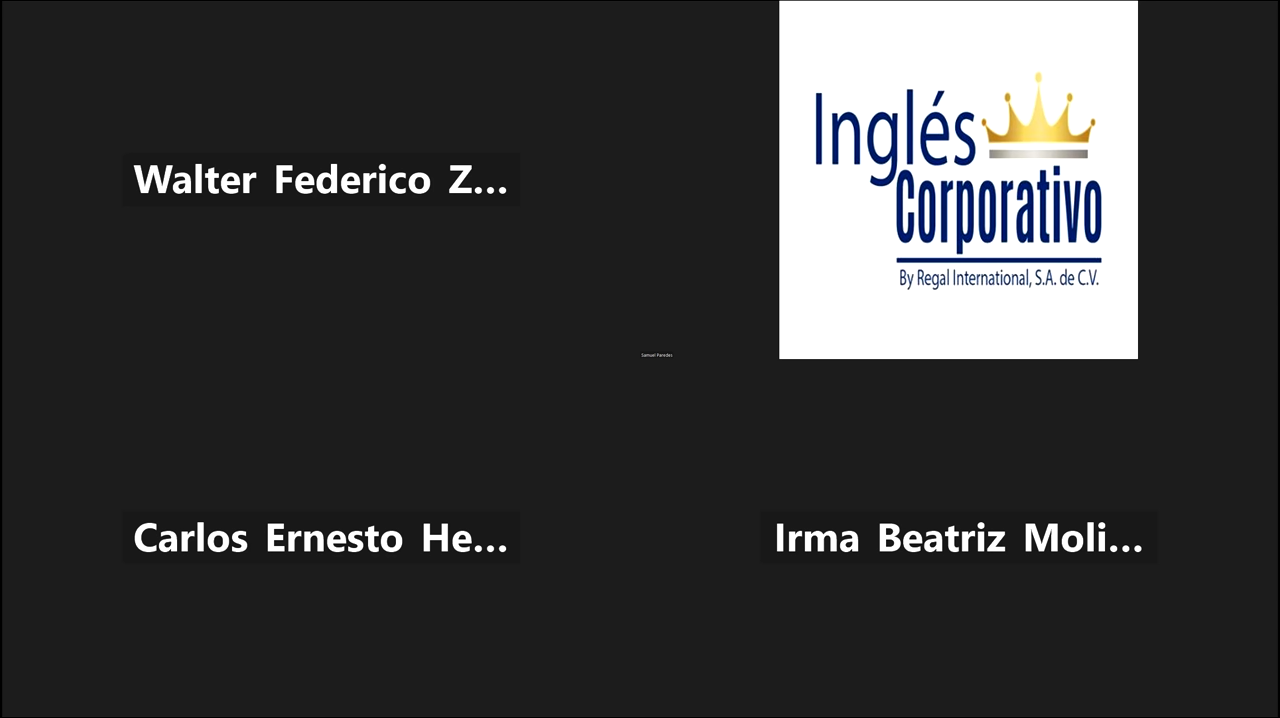 Walter Federico Z...
Inglés
Corporativo
By Regal International, S.A. de C.V.
Samuel Paredes
Carlos Ernesto He...
Irma Beatriz Moli...